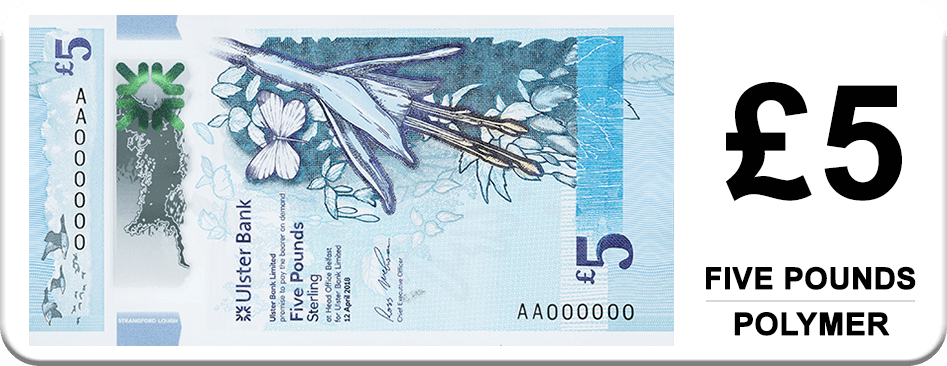 £5
AA000000
STRANGFORD LOUGH
Ulster Bank
Ulster Bank Limited
promise to pay the bearer on demand
Five Pounds
Sterling
at Head Office Belfast
for Ulster Bank Limited
12 April 2018
Chief Executive Officer
£5
AA000000
£5
FIVE POUNDS
POLYMER